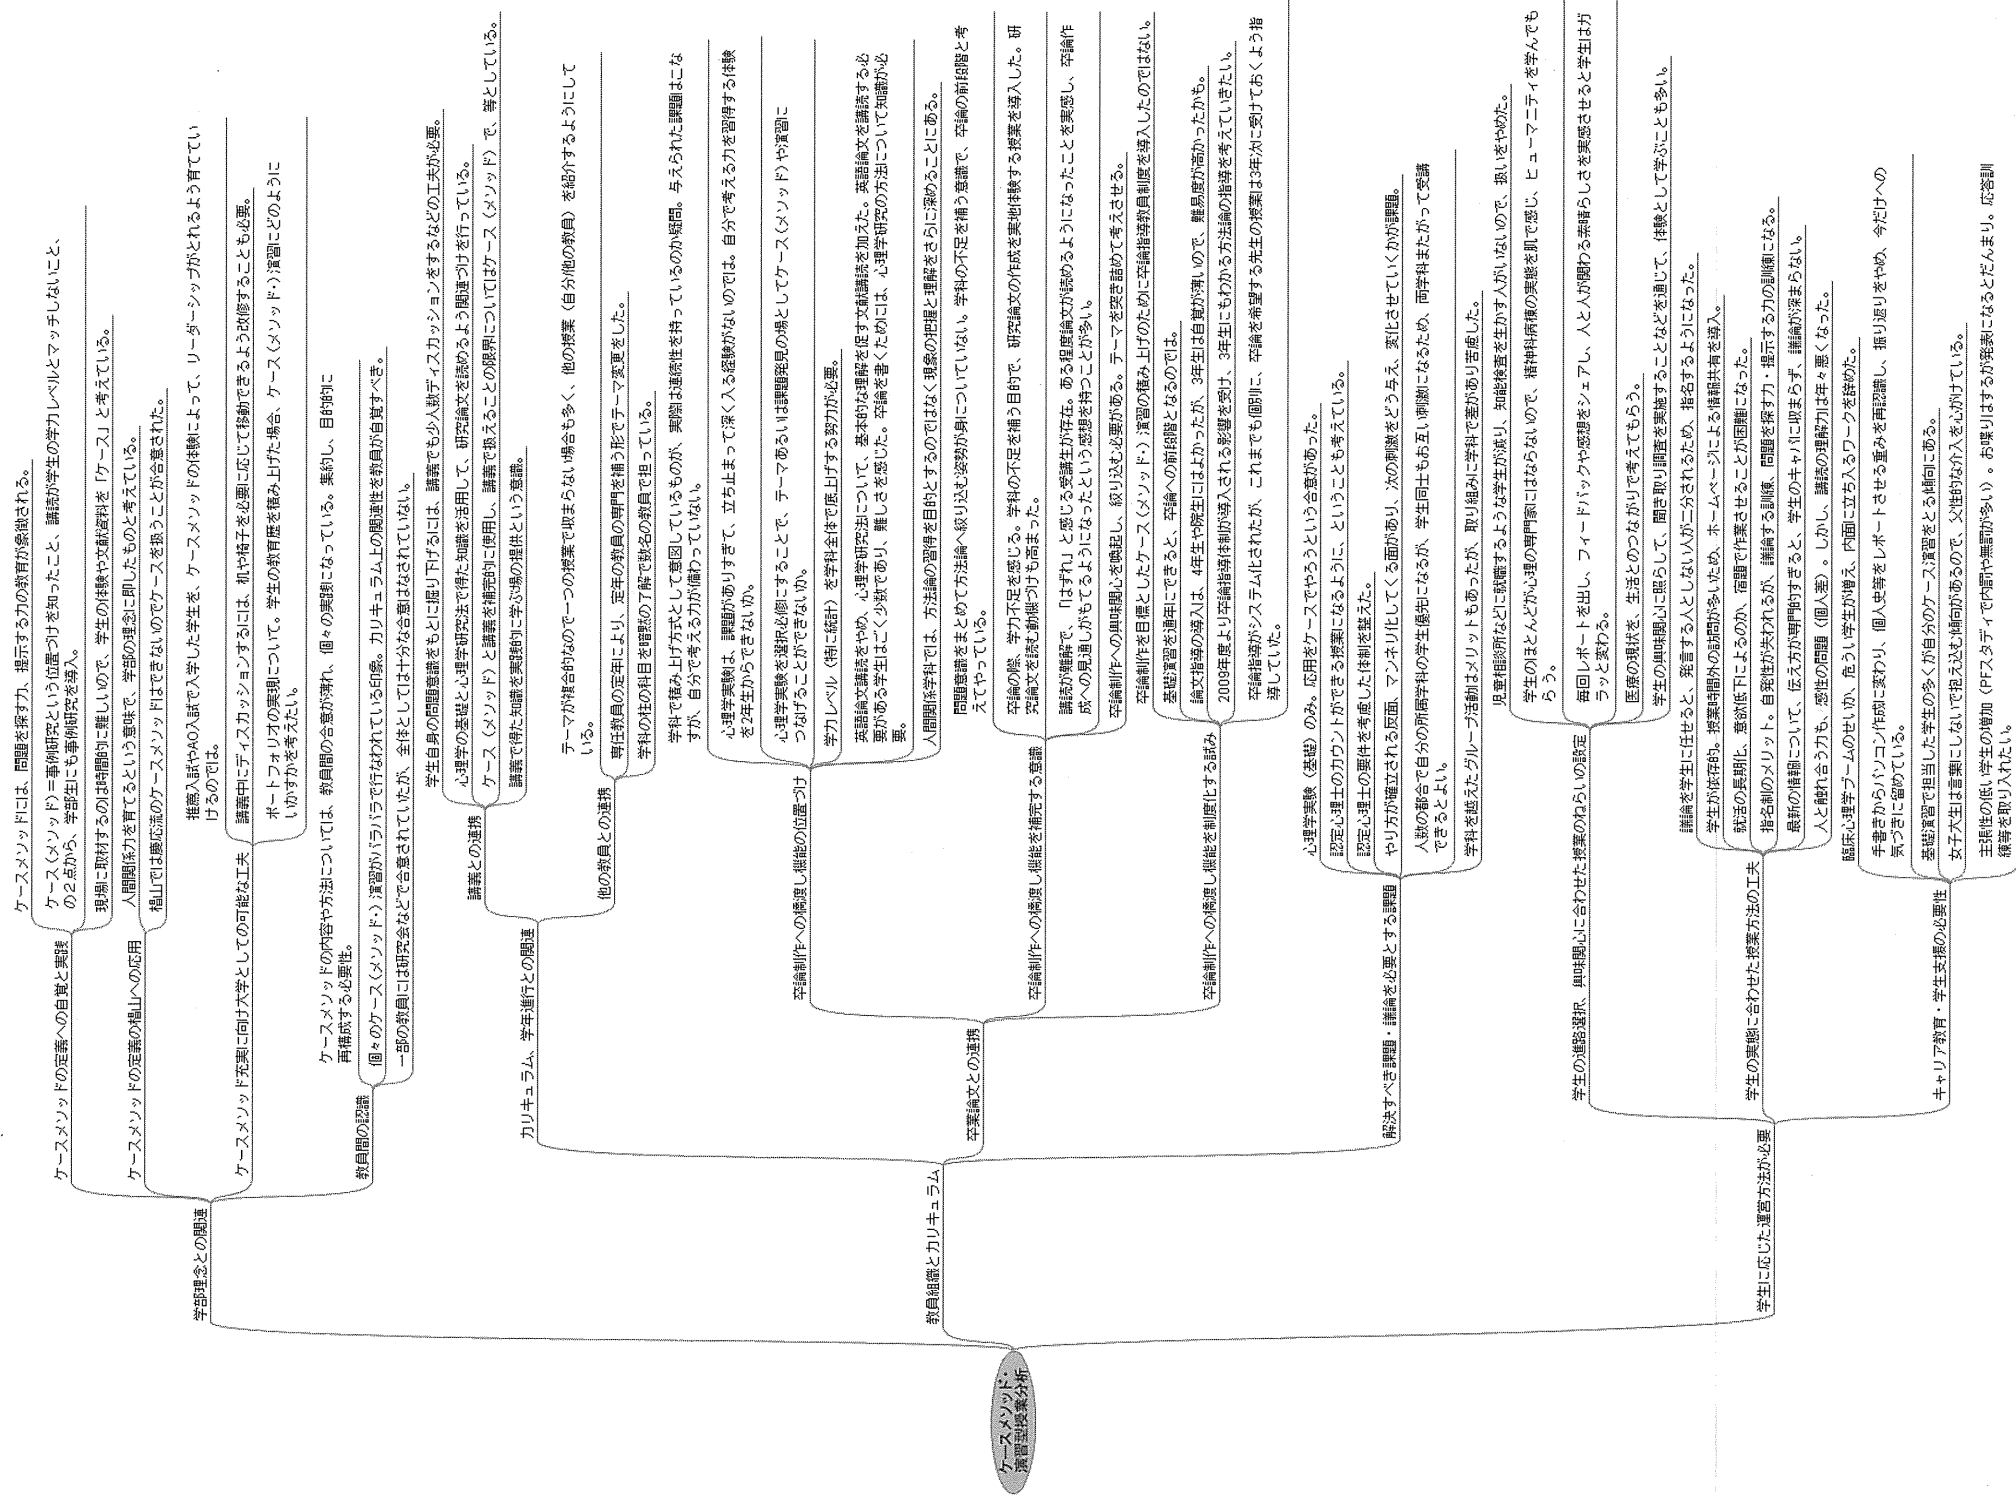 ケースメソッド・
演習型授業分析
学部理念との関連
ケースメソッドの定義への自覚と実践
ケースメソッドには、問題を探す力、提示する力の教育が象徴される。
ケース（メソッド）＝事例研究という位置づけを知ったこと、講読が学生の学力レベルとマッチしないこと、
の２点から、学部生にも事例研究を導入。
現場に取材するのは時間的に難しいので、学生の体験や文献資料を「ケース」と考えている。
ケースメソッドの定義の椙山への応用
人間関係力を育てるという意味で、学部の理念に即したものと考えている。
椙山では慶応流のケースメソッドはできないのでケースを扱うことが合意された。
ケースメソッド充実に向け大学としての可能な工夫
推薦入試やAO入試で入学した学生を、ケースメソッドの体験によって、リーダーシップがとれるよう育ててい
けるのでは。
講義中にディスカッションするには、机や椅子を必要に応じて移動できるよう改修することも必要。
ポートフォリオの実現について。学生の教育歴を積み上げた場合、ケース（メソッド・）演習にどのように
いかすかを考えたい。
教員間の認識
ケースメソッドの内容や方法については、教員間の合意が薄れ、個々の実践になっている。集約し、目的的に
再構成する必要性。
個々のケース（メソッド・）演習がバラバラで行なわれている印象。カリキュラム上の関連性を教員が自覚すべき。
一部の教員には研究会などで合意されていたが、全体としては十分な合意はなされていない。
教員組織とカリキュラム
カリキュラム、学年進行との関連
講義との連携
学生自身の問題意識をもとに掘り下げるには、講義でも少人数ディスカッションをするなどの工夫が必要。
心理学の基礎と心理学研究法で得た知識を活用して、研究論文を読めるよう関連づけを行っている。
ケース（メソッド）と講義を補完的に使用し、講義で扱えることの限界についてはケース（メソッド）で、等としている。
講義で得た知識を実践的に学ぶ場の提供という意識。
他の教員との連携
テーマが複合的なので一つの授業で収まらない場合も多く、他の授業（自分/他の教員）を紹介するようにして
いる。
専任教員の定年により、定年の教員の専門を補う形でテーマ変更をした。
学科の柱の科目を暗黙の了解で数名の教員で担っている。
卒業論文との連携
卒論制作への橋渡し機能の位置づけ
学科で積み上げ方式として意図しているものが、実際は連続性を持っているのか疑問。与えられた課題はこな
すが、自分で考える力が備わっていない。
心理学実験は、課題がありすぎて、立ち止まって深く入る経験がないのでは。自分で考える力を習得する体験
を２年生からできないか。
心理学実験を選択必修にすることで、テーマあるいは課題発見の場としてケース（メソッド）や演習に
つなげることができないか。
学力レベル（特に統計）を学科全体で底上げする努力が必要。
英語論文講読をやめ、心理学研究法について、基本的な理解を促す文献講読を加えた。英語論文を講読する必
要がある学生はごく少数であり、難しさを感じた。卒論を書くためには、心理学研究の方法について知識が必
要。
人間関係学科では、方法論の習得を目的とするのではなく現象の把握と理解をさらに深めることにある。
卒論制作への橋渡し機能を補完する意識
問題意識をまとめて方法論へ絞り込む姿勢が身についていない。学科の不足を補う意識で、卒論の前段階と考
えてやっている。
卒論の際、学力不足を感じる。学科の不足を補う目的で、研究論文の作成を実地体験する授業を導入した。研
究論文を読む動機づけも高まった。
講読が難解で、「はずれ」と感じる受講生が存在。ある程度論文が読めるようになったことを実感し、卒論作
成への見通しがもてるようになったという感想を持つことが多い。
卒論制作への興味関心を喚起し、絞り込む必要がある。テーマを突き詰めて考えさせる。
卒論制作への橋渡し機能を制度化する試み
卒論制作を目標としたケース（メソッド・）演習の積み上げのために卒論指導教員制度を導入したのではない。
基礎演習を通年にできると、卒論への前段階となるのでは。
論文指導の導入は、4年生や院生にはよかったが、3年生は自覚が薄いので、難易度が高かったかも。
2009年度より卒論指導体制が導入される影響を受け、3年生にもわかる方法論の指導を考えていきたい。
卒論指導がシステム化されたが、これまでも個別に、卒論を希望する先生の授業は3年次に受けておくよう指
導していた。
解決すべき課題・議論を必要とする課題
心理学実験（基礎）のみ。応用をケースでやろうという合意があった。
認定心理士のカウントができる授業になるように、ということも考えている。
認定心理士の要件を考慮した体制を整えた。
やり方が確立される反面、マンネリ化してくる面があり、次の刺激をどう与え、変化させていくかが課題。
人数の都合で自分の所属学科の学生優先になるが、学生同士もお互い刺激になるため、両学科またがって受講
できるとよい。
学科を越えたグループ活動はメリットもあったが、取り組みに学科で差があり苦慮した。
学生に応じた運営方法が必要
学生の進路選択、興味関心に合わせた授業のねらいの設定
児童相談所などに就職するような学生が減り、知能検査を生かす人がいないので、扱いをやめた。
学生のほとんどが心理の専門家にはならないので、精神科病棟の実態を肌で感じ、ヒューマニティを学んでも
らう。
毎回レポートを出し、フィードバックや感想をシェアし、人と人が関わる素晴らしさを実感させると学生はガ
ラッと変わる。
医療の現状を、生活とのつながりで考えてもらう。
学生の興味関心に照らして、聞き取り調査を実施することなどを通じて、体験として学ぶことも多い。
学生の実態に合わせた授業方法の工夫
議論を学生に任せると、発言する人としない人が二分されるため、指名するようになった。
学生が依存的。授業時間外の訪問が多いため、ホームページによる情報共有を導入。
就活の長期化、意欲低下によるのか、宿題で作業させることが困難になった。
指名制のメリット。自発性が失われるが、議論する訓練、問題を探す力・提示する力の訓練になる。
最新の情報について、伝え方が専門的すぎると、学生のキャパに収まらず、議論が深まらない。
人と触れ合う力も、感性の問題（個人差）。しかし、講読の理解力は年々悪くなった。
キャリア教育・学生支援の必要性
臨床心理学ブームのせいか、危うい学生が増え、内面に立ち入るワークを辞めた。
手書きからパソコン作成に変わり、個人史等をレポートさせる重みを再認識し、振り返りをやめ、今だけへの
気づきに留めている。
基礎演習で担当した学生の多くが自分のケース演習をとる傾向にある。
女子大生は言葉にしないで抱え込む傾向があるので、父性的な介入を心がけている。
主張性の低い学生の増加（PFスタディで内罰や無罰が多い）。お喋りはするが発表になるとだんまり。応答訓
練等を取り入れたい。